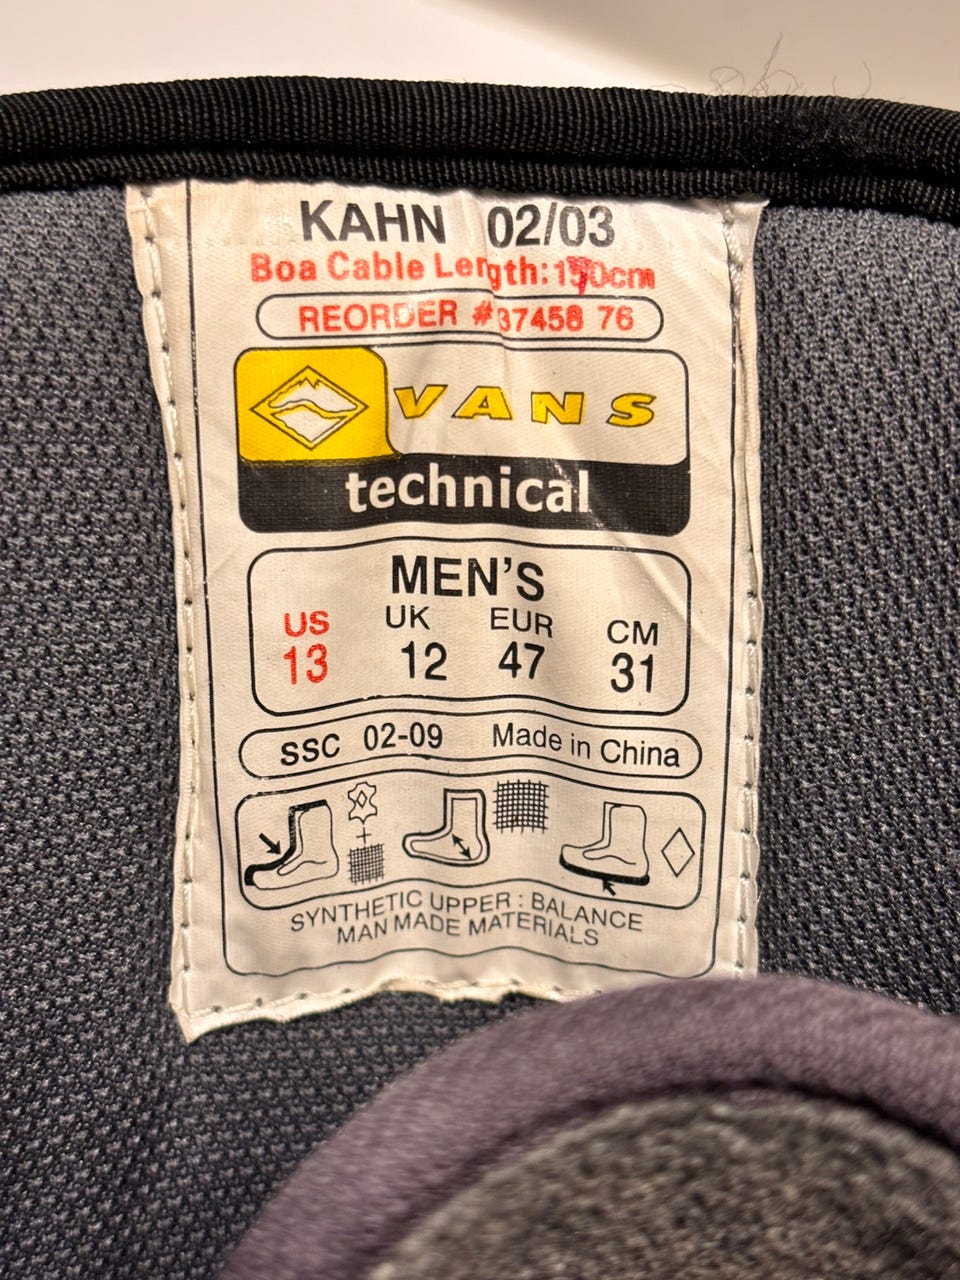 KAHN 02/03
Boa Cable Length:
REORDER #37458 76
VANS
technical
MEN'S
US UK EUR CM
13 12 47 31
SSC 02-09 Made in China
SYNTHETIC UPPER : BALANCE
MAN MADE MATERIALS